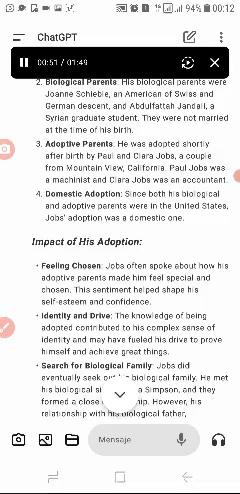 94% 00:12
ChatGPT
00:51 / 01:49
2. Biological Parents: His biological parents were
Joanne Schieble, an American of Swiss and
German descent, and Abdulfattah Jandali, a
Syrian graduate student. They were not married
at the time of his birth.
3. Adoptive Parents: He was adopted shortly
after birth by Paul and Clara Jobs, a couple
from Mountain View, California. Paul Jobs was
a machinist and Clara Jobs was an accountant.
4. Domestic Adoption: Since both his biological
and adoptive parents were in the United States,
Jobs' adoption was a domestic one.
Impact of His Adoption:
• Feeling Chosen: Jobs often spoke about how his
adoptive parents made him feel special and
chosen. This sentiment helped shape his
self-esteem and confidence.
• Identity and Drive: The knowledge of being
adopted contributed to his complex sense of
identity and may have fueled his drive to prove
himself and achieve great things.
• Search for Biological Family: Jobs did
eventually seek biological family. He met
his biological a Simpson, and they
formed a close However, his
relationship with his biological father,
Mensaje